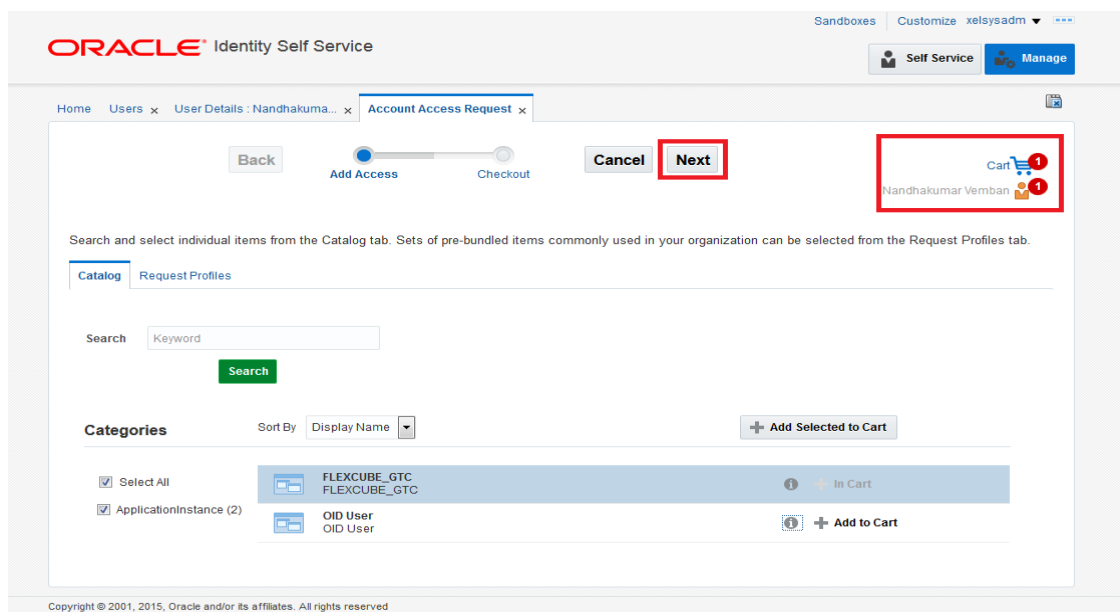 Sandboxes Customize xelsysadm
ORACLE Identity Self Service
Self Service Manage
Home Users x User Details : Nandhakuma... x Account Access Request x
Back Add Access Checkout Cancel Next
Cart 1
Nandhakumar Vemban 1
Search and select individual items from the Catalog tab. Sets of pre-bundled items commonly used in your organization can be selected from the Request Profiles tab.
Catalog Request Profiles
Search Keyword
Search
Categories Sort By Display Name Add Selected to Cart
Select All
ApplicationInstance (2)
FLEXCUBE_GTC
FLEXCUBE_GTC
In Cart
OID User
OID User
Add to Cart
Copyright © 2001, 2015, Oracle and/or its affiliates. All rights reserved